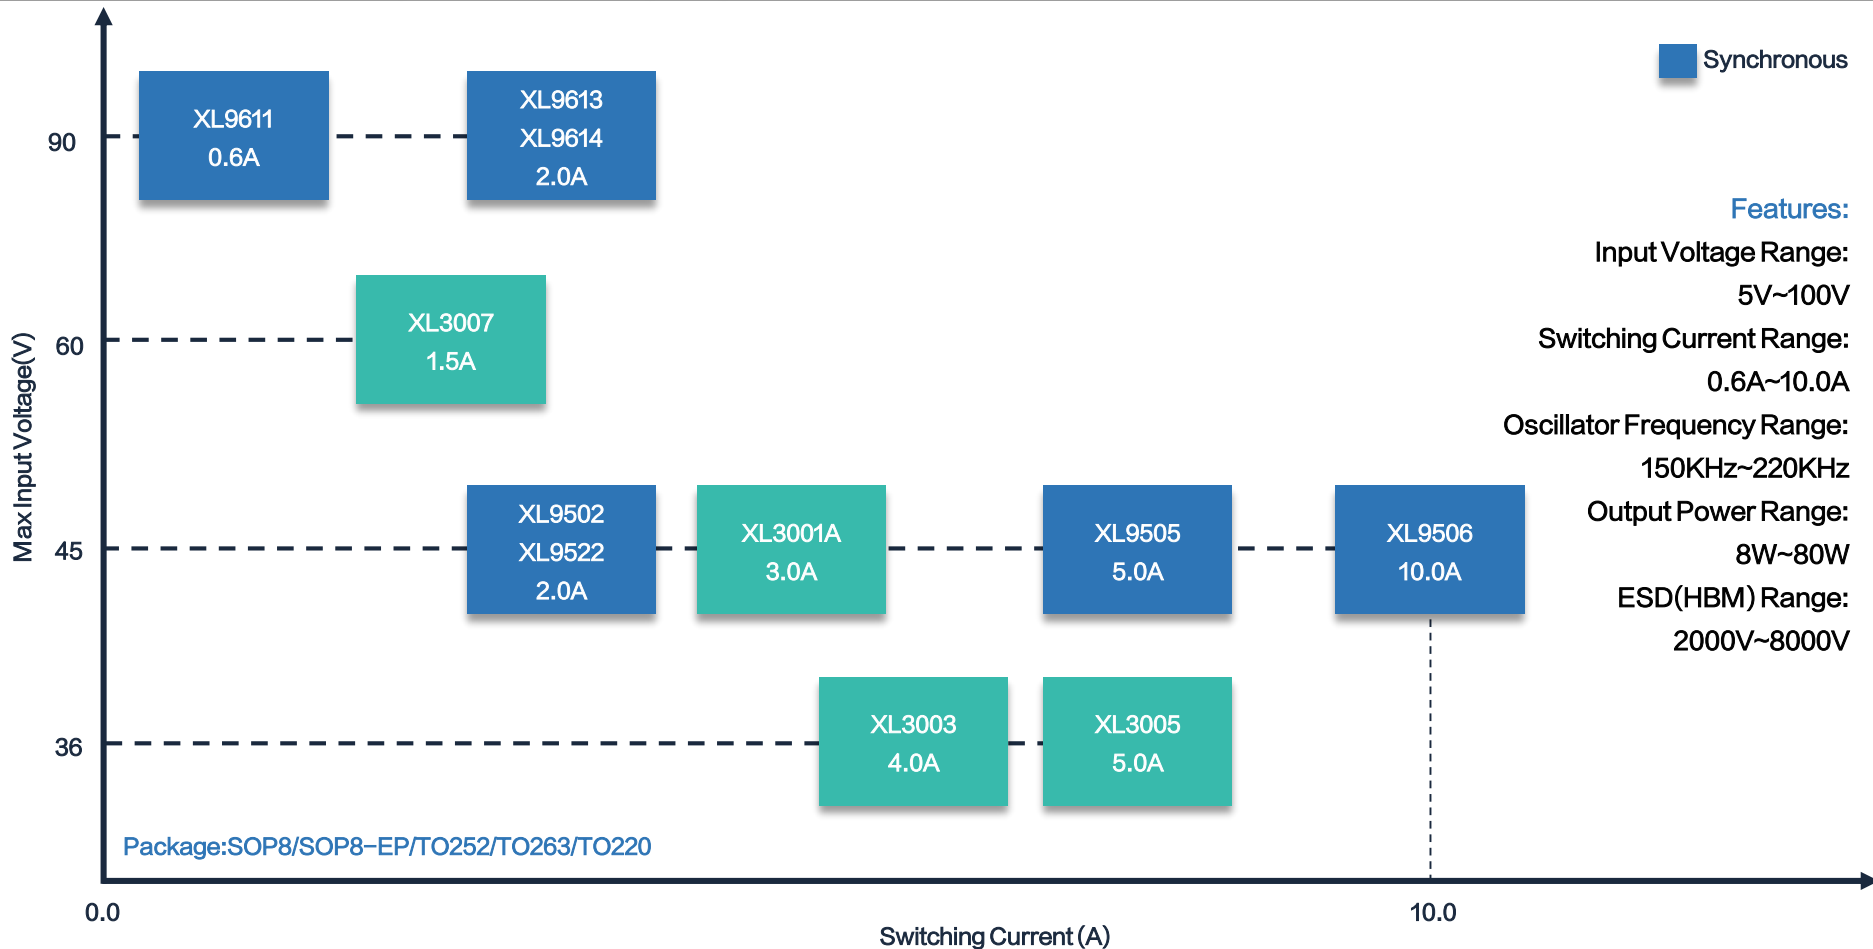 Synchronous
90
XL9611
0.6A
XL9613
XL9614
2.0A
Features:
Input Voltage Range:
5V~100V
Switching Current Range:
0.6A~10.0A
Oscillator Frequency Range:
150KHz~220KHz
Output Power Range:
8W~80W
ESD(HBM) Range:
2000V~8000V
Max Input Voltage(V)
60
XL3007
1.5A
45
XL9502
XL9522
2.0A
XL3001A
3.0A
XL9505
5.0A
XL9506
10.0A
36
XL3003
4.0A
XL3005
5.0A
Package:SOP8/SOP8-EP/TO252/TO263/TO220
0.0
10.0
Switching Current (A)